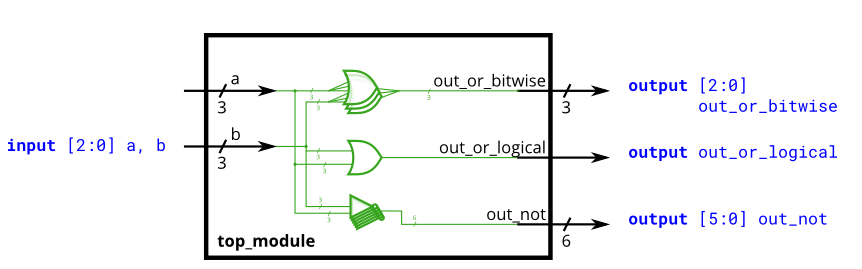 a
3
b
3
input [2:0] a, b
3
3
3
3
3
3
3
6
out_or_bitwise
3
out_or_logical
out_not
6
top_module
output [2:0]
out_or_bitwise
output out_or_logical
output [5:0] out_not